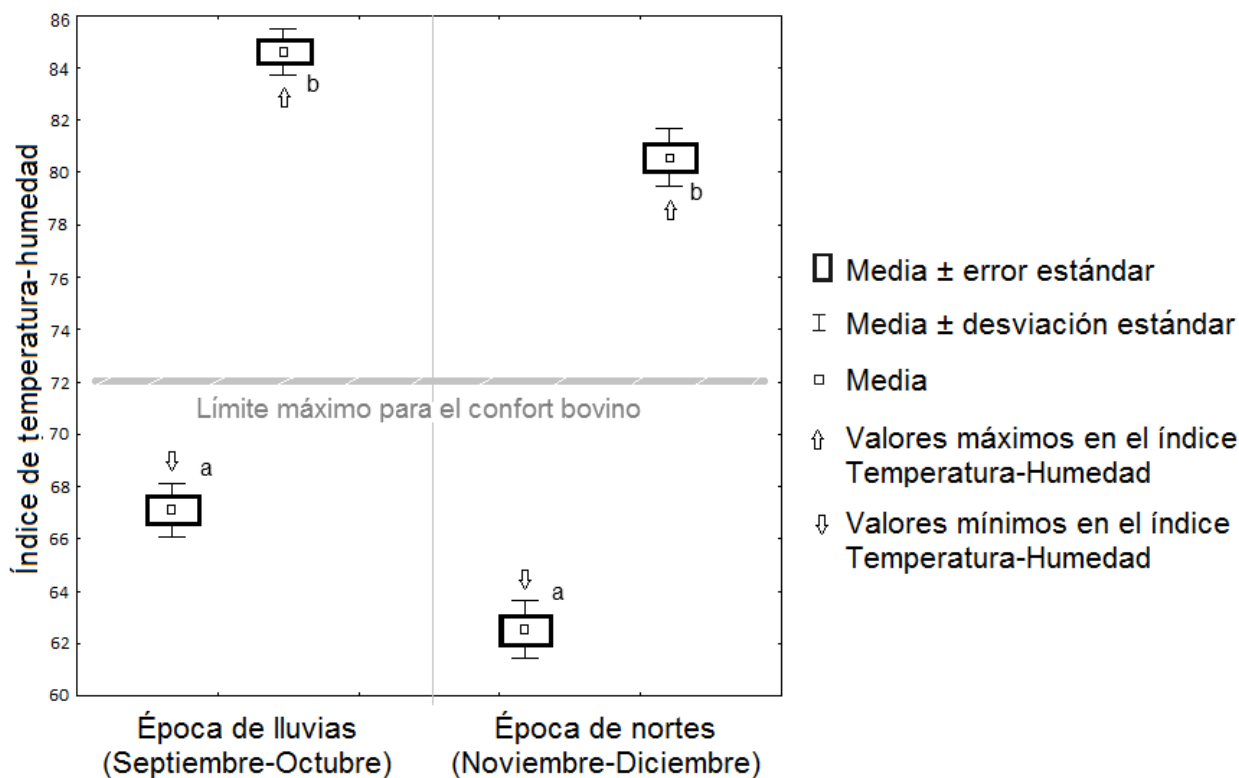 Índice de temperatura-humedad
86
84
82
80
78
76
74
72
70
68
66
64
62
60
b
b
Límite máximo para el confort bovino
a
a
Época de lluvias
(Septiembre-Octubre)
Época de nortes
(Noviembre-Diciembre)
Media ± error estándar
Media ± desviación estándar
Media
Valores máximos en el índice
Temperatura-Humedad
Valores mínimos en el índice
Temperatura-Humedad